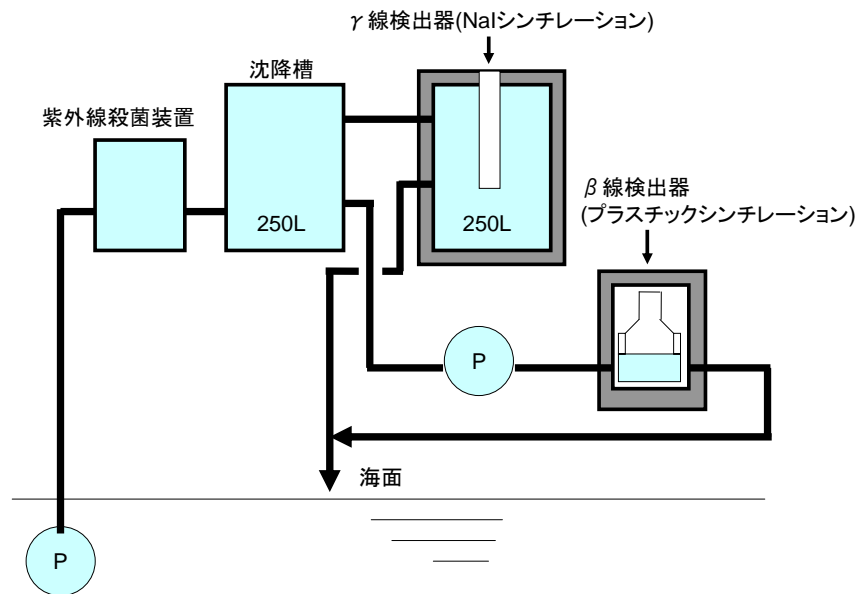 γ線検出器(NaIシンチレーション)
沈降槽
紫外線殺菌装置
β線検出器
(プラスチックシンチレーション)
250L
250L
P
海面
P